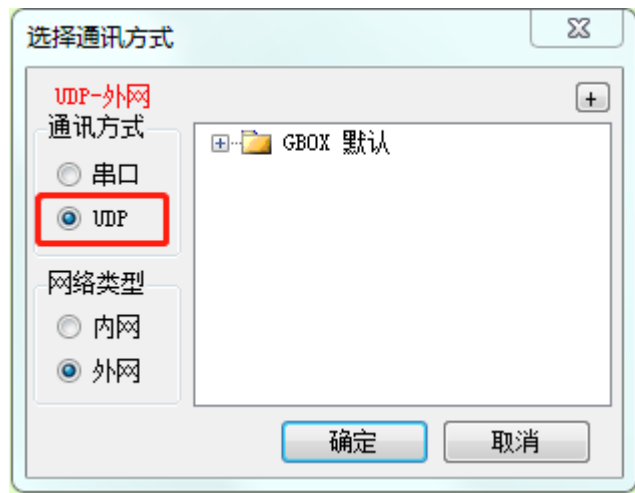 选择通讯方式
UDP-外网
+
通讯方式
GBOX 默认
串口
UDP
网络类型
内网
外网
确定
取消